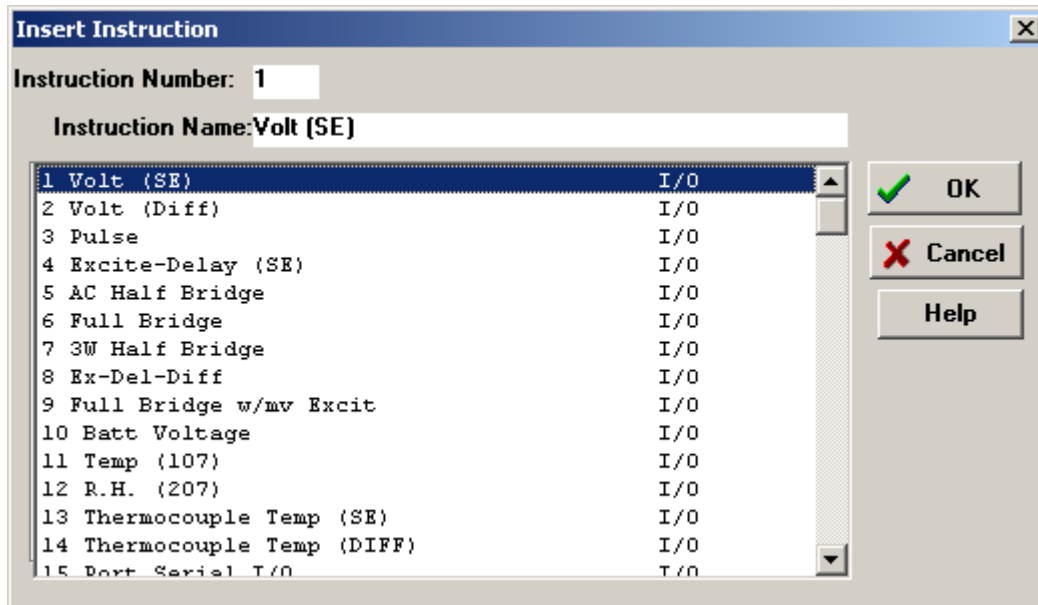 Insert Instruction
Instruction Number: 1
Instruction Name: Volt (SE)
1 Volt (SE) I/O
2 Volt (Diff) I/O
3 Pulse I/O
4 Excite-Delay (SE) I/O
5 AC Half Bridge I/O
6 Full Bridge I/O
7 3W Half Bridge I/O
8 Ex-Del-Diff I/O
9 Full Bridge w/mv Excit I/O
10 Batt Voltage I/O
11 Temp (107) I/O
12 R.H. (207) I/O
13 Thermocouple Temp (SE) I/O
14 Thermocouple Temp (DIFF) I/O
15 Port Serial I/O I/O
OK
Cancel
Help